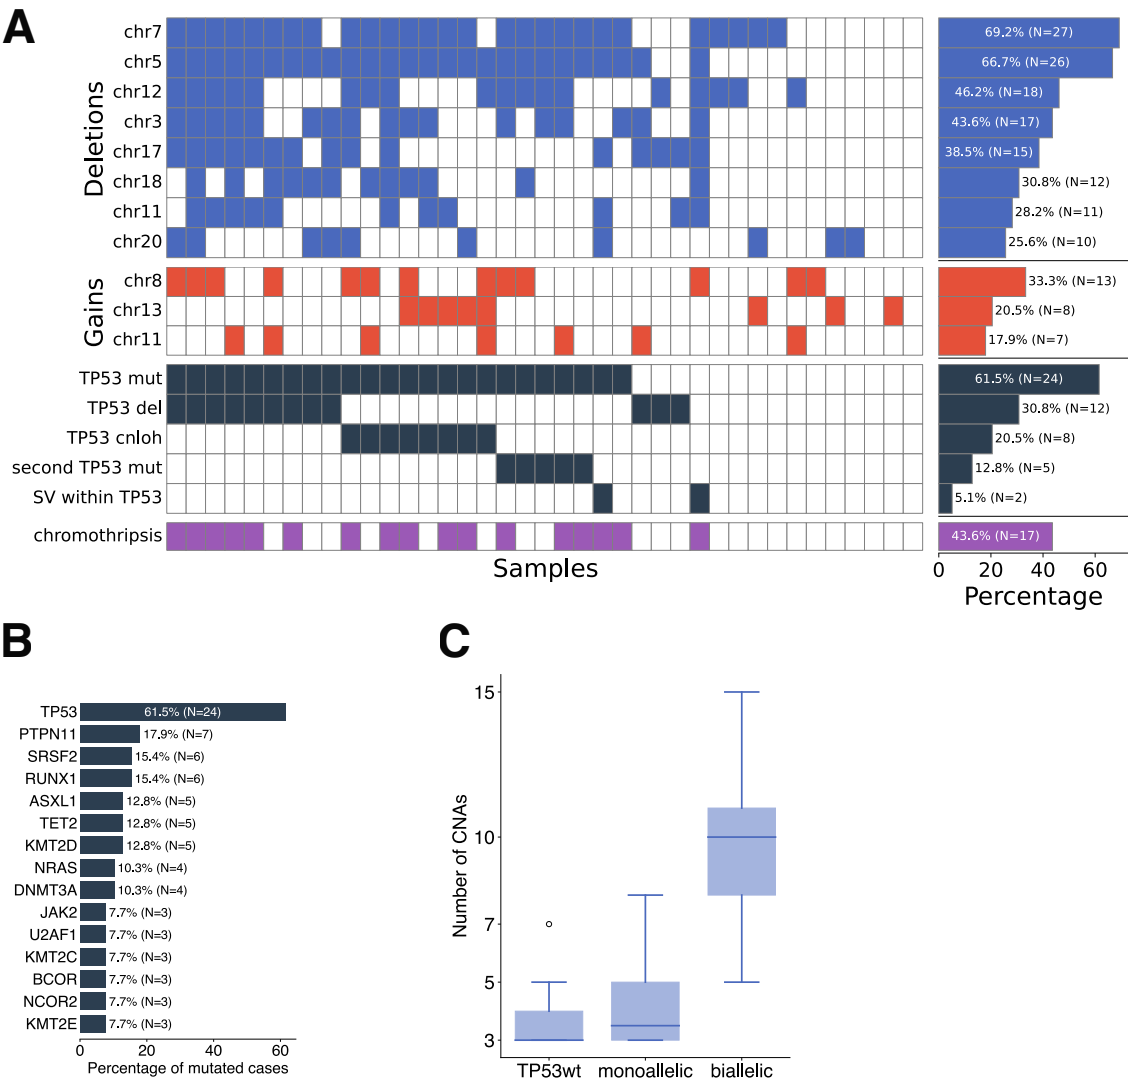 A
Deletions
chr7 69.2% (N=27)
chr5 66.7% (N=26)
chr12 46.2% (N=18)
chr3 43.6% (N=17)
chr17 38.5% (N=15)
chr18 30.8% (N=12)
chr11 28.2% (N=11)
chr20 25.6% (N=10)
Gains
chr8 33.3% (N=13)
chr13 20.5% (N=8)
chr11 17.9% (N=7)
TP53 mut 61.5% (N=24)
TP53 del 30.8% (N=12)
TP53 cnloh 20.5% (N=8)
second TP53 mut 12.8% (N=5)
SV within TP53 5.1% (N=2)
chromothripsis 43.6% (N=17)
Samples
0 20 40 60
Percentage
B
TP53 61.5% (N=24)
PTPN11 17.9% (N=7)
SRSF2 15.4% (N=6)
RUNX1 15.4% (N=6)
ASXL1 12.8% (N=5)
TET2 12.8% (N=5)
KMT2D 12.8% (N=5)
NRAS 10.3% (N=4)
DNMT3A 10.3% (N=4)
JAK2 7.7% (N=3)
U2AF1 7.7% (N=3)
KMT2C 7.7% (N=3)
BCOR 7.7% (N=3)
NCOR2 7.7% (N=3)
KMT2E 7.7% (N=3)
0 20 40 60
Percentage of mutated cases
C
Number of CNAs
15
10
7
5
3
TP53wt monoallelic biallelic